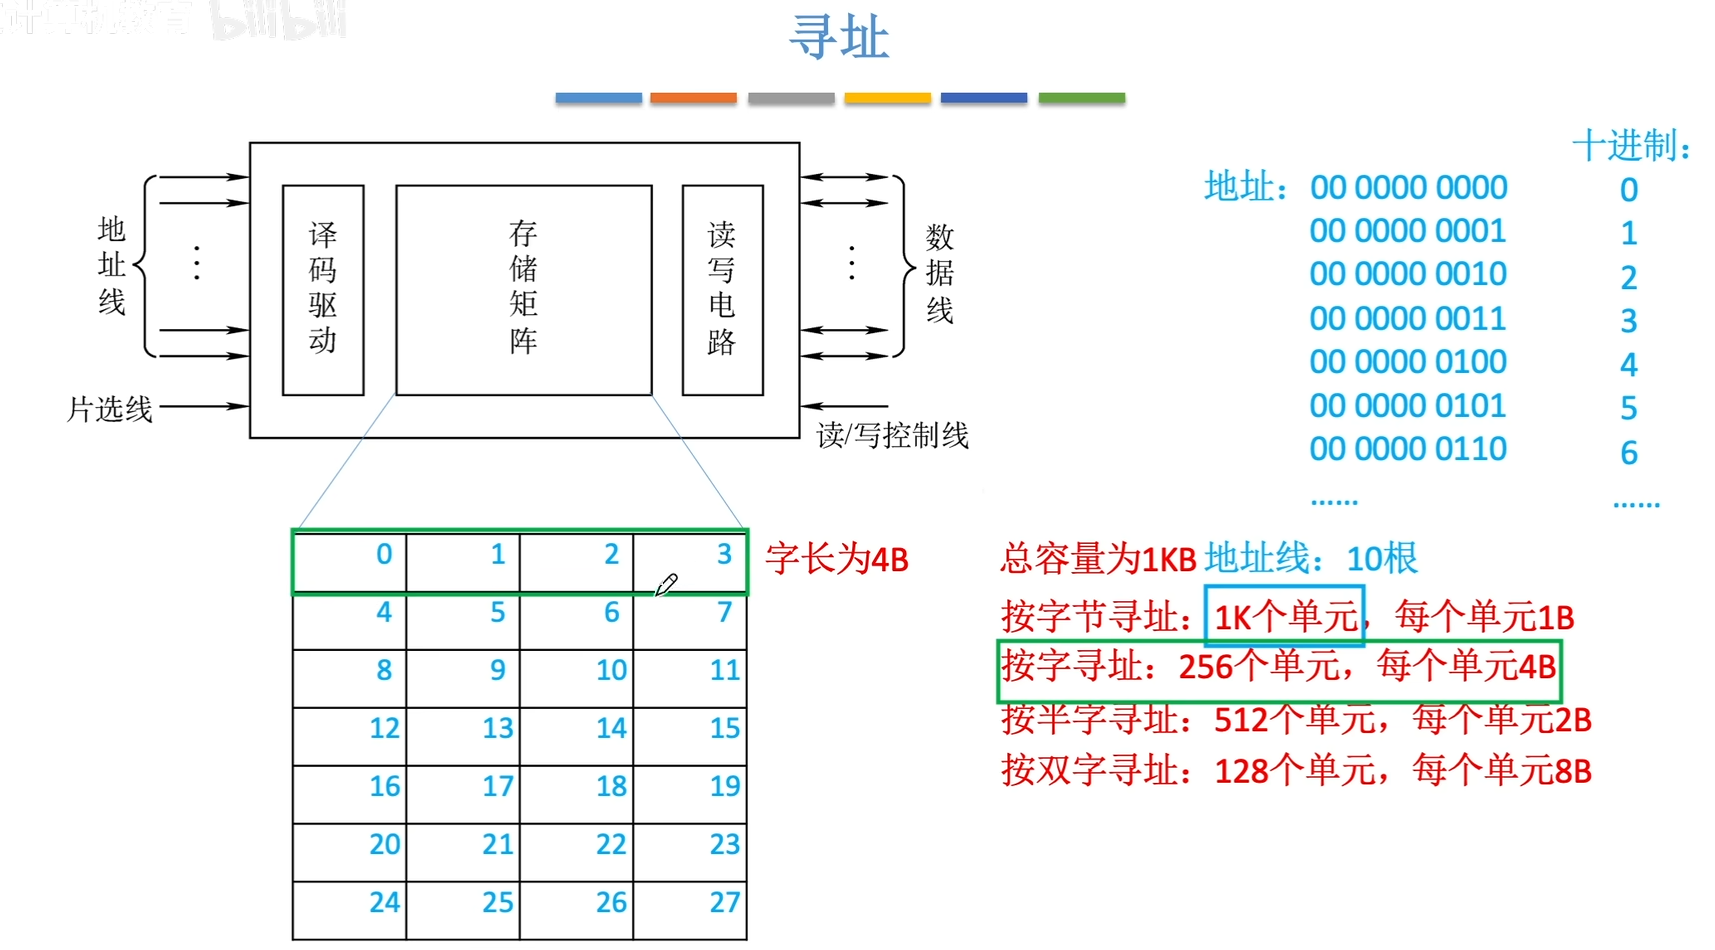 计算机教育 bilibili
寻址
十进制：
地址：00 0000 0000 0
00 0000 0001 1
00 0000 0010 2
00 0000 0011 3
00 0000 0100 4
00 0000 0101 5
00 0000 0110 6
…… ……
地址线
译码驱动
存储矩阵
读写电路
数据线
片选线
读/写控制线
0 1 2 3
4 5 6 7
8 9 10 11
12 13 14 15
16 17 18 19
20 21 22 23
24 25 26 27
字长为4B
总容量为1KB 地址线：10根
按字节寻址：1K个单元，每个单元1B
按字寻址：256个单元，每个单元4B
按半字寻址：512个单元，每个单元2B
按双字寻址：128个单元，每个单元8B